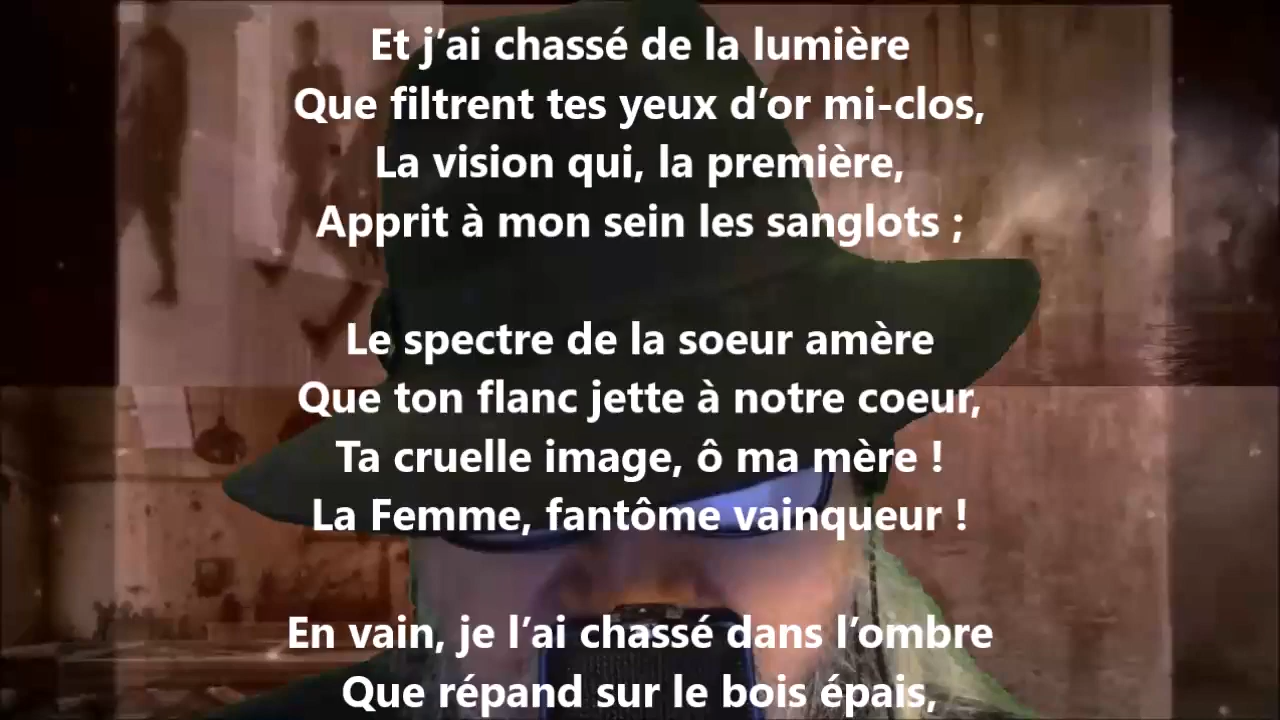 Et j’ai chassé de la lumière
Que filtrent tes yeux d’or mi-clos,
La vision qui, la première,
Apprit à mon sein les sanglots ;
Le spectre de la soeur amère
Que ton flanc jette à notre coeur,
Ta cruelle image, ô ma mère !
La Femme, fantôme vainqueur !
En vain, je l’ai chassé dans l’ombre
Que répand sur le bois épais,